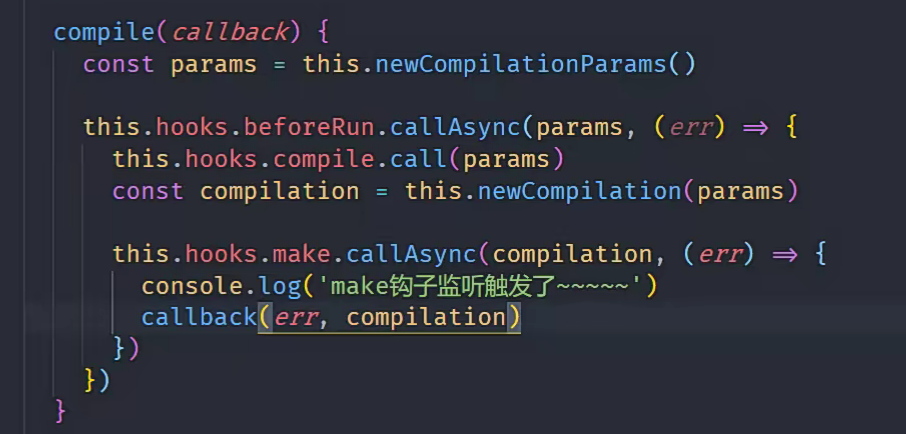 compile(callback) {
const params = this.newCompilationParams()
this.hooks.beforeRun.callAsync(params, (err) => {
this.hooks.compile.call(params)
const compilation = this.newCompilation(params)
this.hooks.make.callAsync(compilation, (err) => {
console.log('make钩子监听触发了~~~~~')
callback(err, compilation)
})
})
}